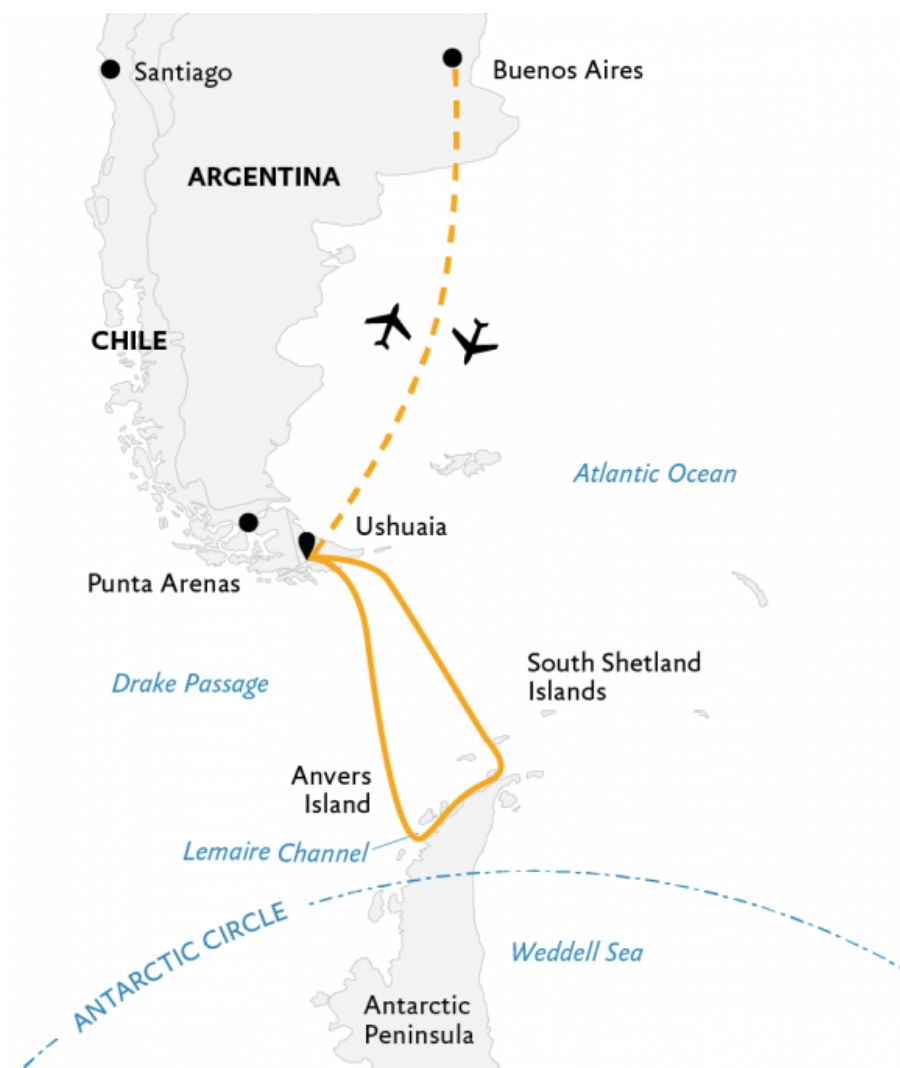 Santiago
Buenos Aires
ARGENTINA
CHILE
Atlantic Ocean
Ushuaia
Punta Arenas
South Shetland
Islands
Drake Passage
Anvers
Island
Lemaire Channel
ANTARCTIC CIRCLE
Weddell Sea
Antarctic
Peninsula